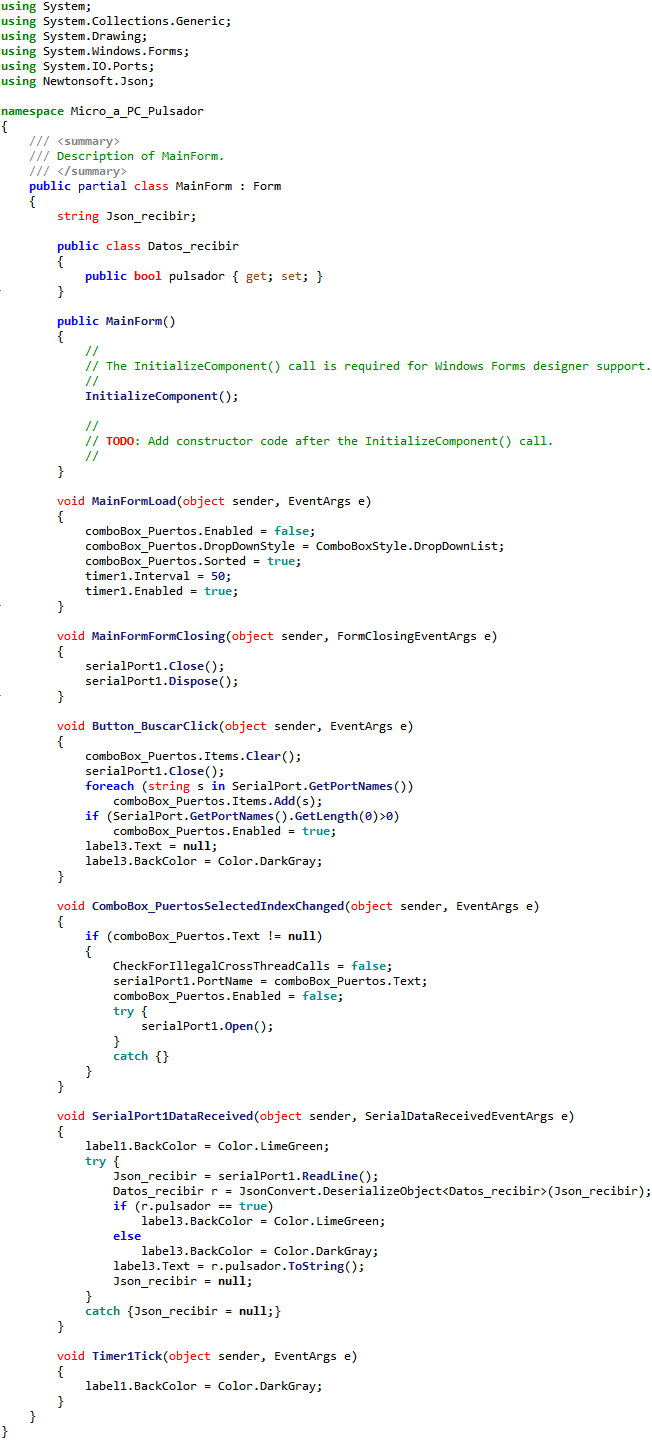 using System;
using System.Collections.Generic;
using System.Drawing;
using System.Windows.Forms;
using System.IO.Ports;
using Newtonsoft.Json;

namespace Micro_a_PC_Pulsador
{
    /// <summary>
    /// Description of MainForm.
    /// </summary>
    public partial class MainForm : Form
    {
        string Json_recibir;

        public class Datos_recibir
        {
            public bool pulsador { get; set; }
        }

        public MainForm()
        {
            //
            // The InitializeComponent() call is required for Windows Forms designer support.
            //
            InitializeComponent();

            //
            // TODO: Add constructor code after the InitializeComponent() call.
            //
        }

        void MainFormLoad(object sender, EventArgs e)
        {
            comboBox_Puertos.Enabled = false;
            comboBox_Puertos.DropDownStyle = ComboBoxStyle.DropDownList;
            comboBox_Puertos.Sorted = true;
            timer1.Interval = 50;
            timer1.Enabled = true;
        }

        void MainFormFormClosing(object sender, FormClosingEventArgs e)
        {
            serialPort1.Close();
            serialPort1.Dispose();
        }

        void Button_BuscarClick(object sender, EventArgs e)
        {
            comboBox_Puertos.Items.Clear();
            serialPort1.Close();
            foreach (string s in SerialPort.GetPortNames())
                comboBox_Puertos.Items.Add(s);
            if (SerialPort.GetPortNames().GetLength(0)>0)
                comboBox_Puertos.Enabled = true;
            label3.Text = null;
            label3.BackColor = Color.DarkGray;
        }

        void ComboBox_PuertosSelectedIndexChanged(object sender, EventArgs e)
        {
            if (comboBox_Puertos.Text != null)
            {
                CheckForIllegalCrossThreadCalls = false;
                serialPort1.PortName = comboBox_Puertos.Text;
                comboBox_Puertos.Enabled = false;
                try {
                    serialPort1.Open();
                }
                catch {}
            }
        }

        void SerialPort1DataReceived(object sender, SerialDataReceivedEventArgs e)
        {
            label1.BackColor = Color.LimeGreen;
            try {
                Json_recibir = serialPort1.ReadLine();
                Datos_recibir r = JsonConvert.DeserializeObject<Datos_recibir>(Json_recibir);
                if (r.pulsador == true)
                    label3.BackColor = Color.LimeGreen;
                else
                    label3.BackColor = Color.DarkGray;
                label3.Text = r.pulsador.ToString();
                Json_recibir = null;
            }
            catch {Json_recibir = null;}
        }

        void Timer1Tick(object sender, EventArgs e)
        {
            label1.BackColor = Color.DarkGray;
        }
    }
}